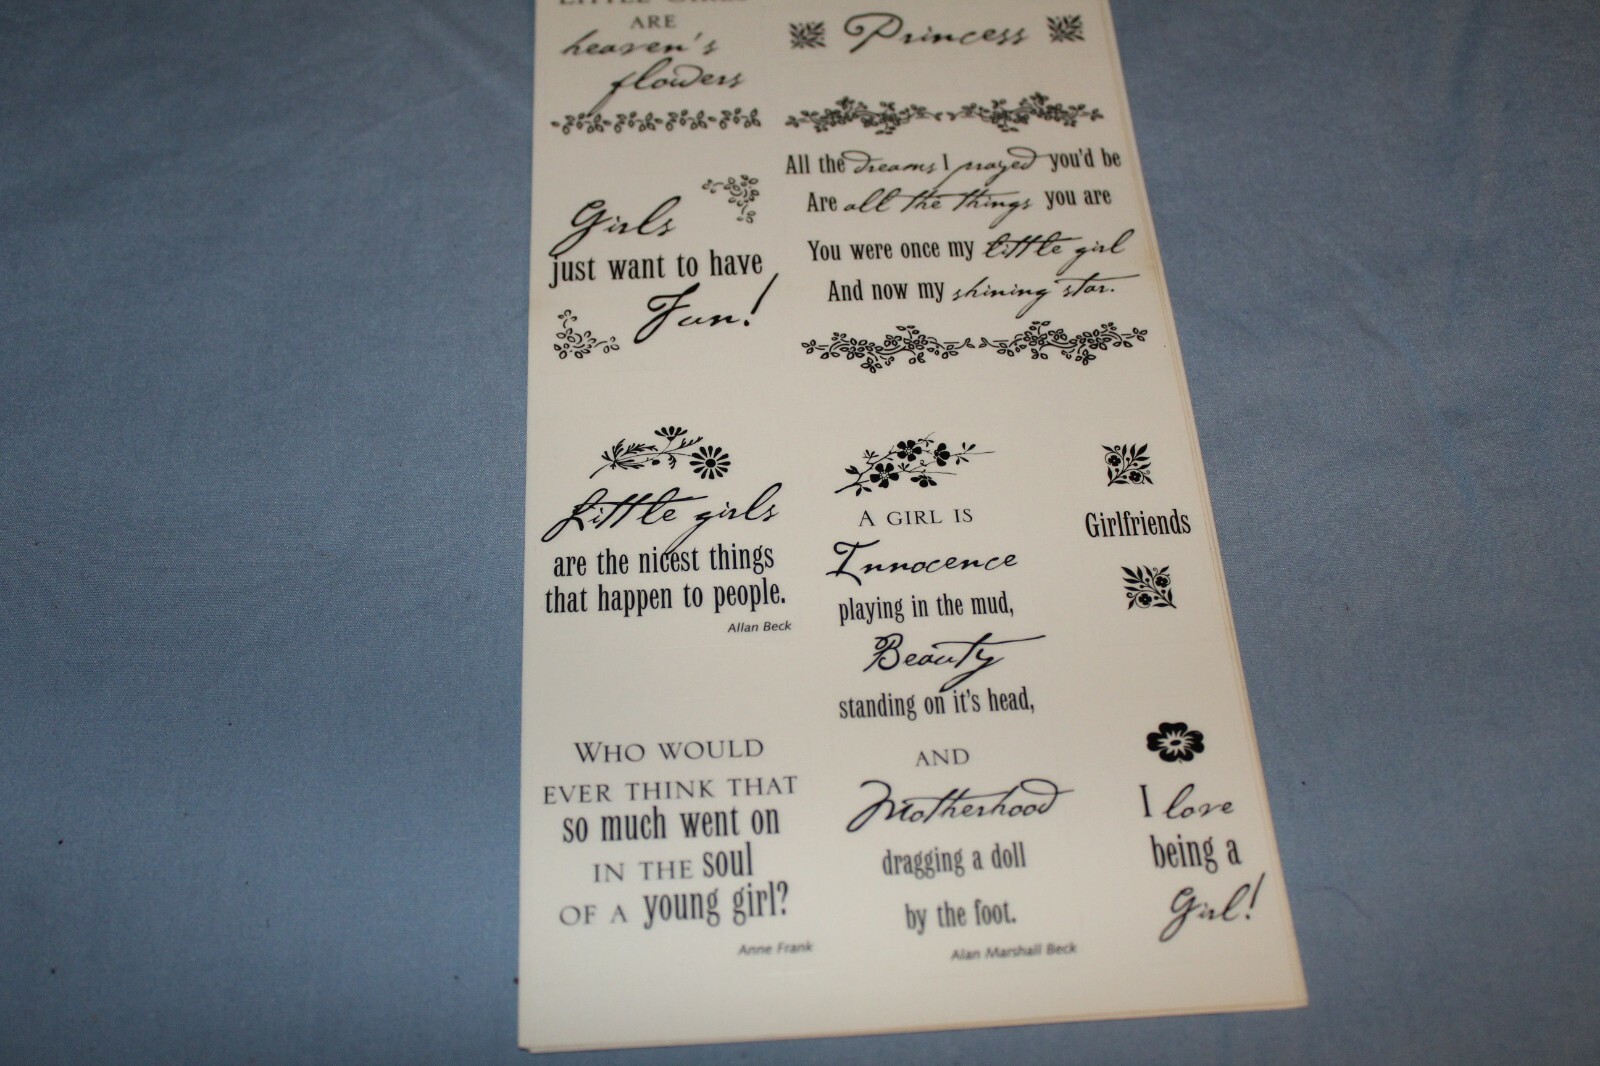 LITTLE GIRLS
ARE
heaven's
flowers
Princess
All the dreams I prayed you'd be
Are all the things you are
You were once my little girl
And now my shining star.
Girls
just want to have
Fun!
Little girls
are the nicest things
that happen to people.
Allan Beck
A GIRL IS
Innocence
playing in the mud,
Beauty
standing on it's head,
AND
Motherhood
dragging a doll
by the foot.
Alan Marshall Beck
Girlfriends
WHO WOULD
EVER THINK THAT
so much went on
IN THE soul
OF A young girl?
Anne Frank
I love
being a
Girl!